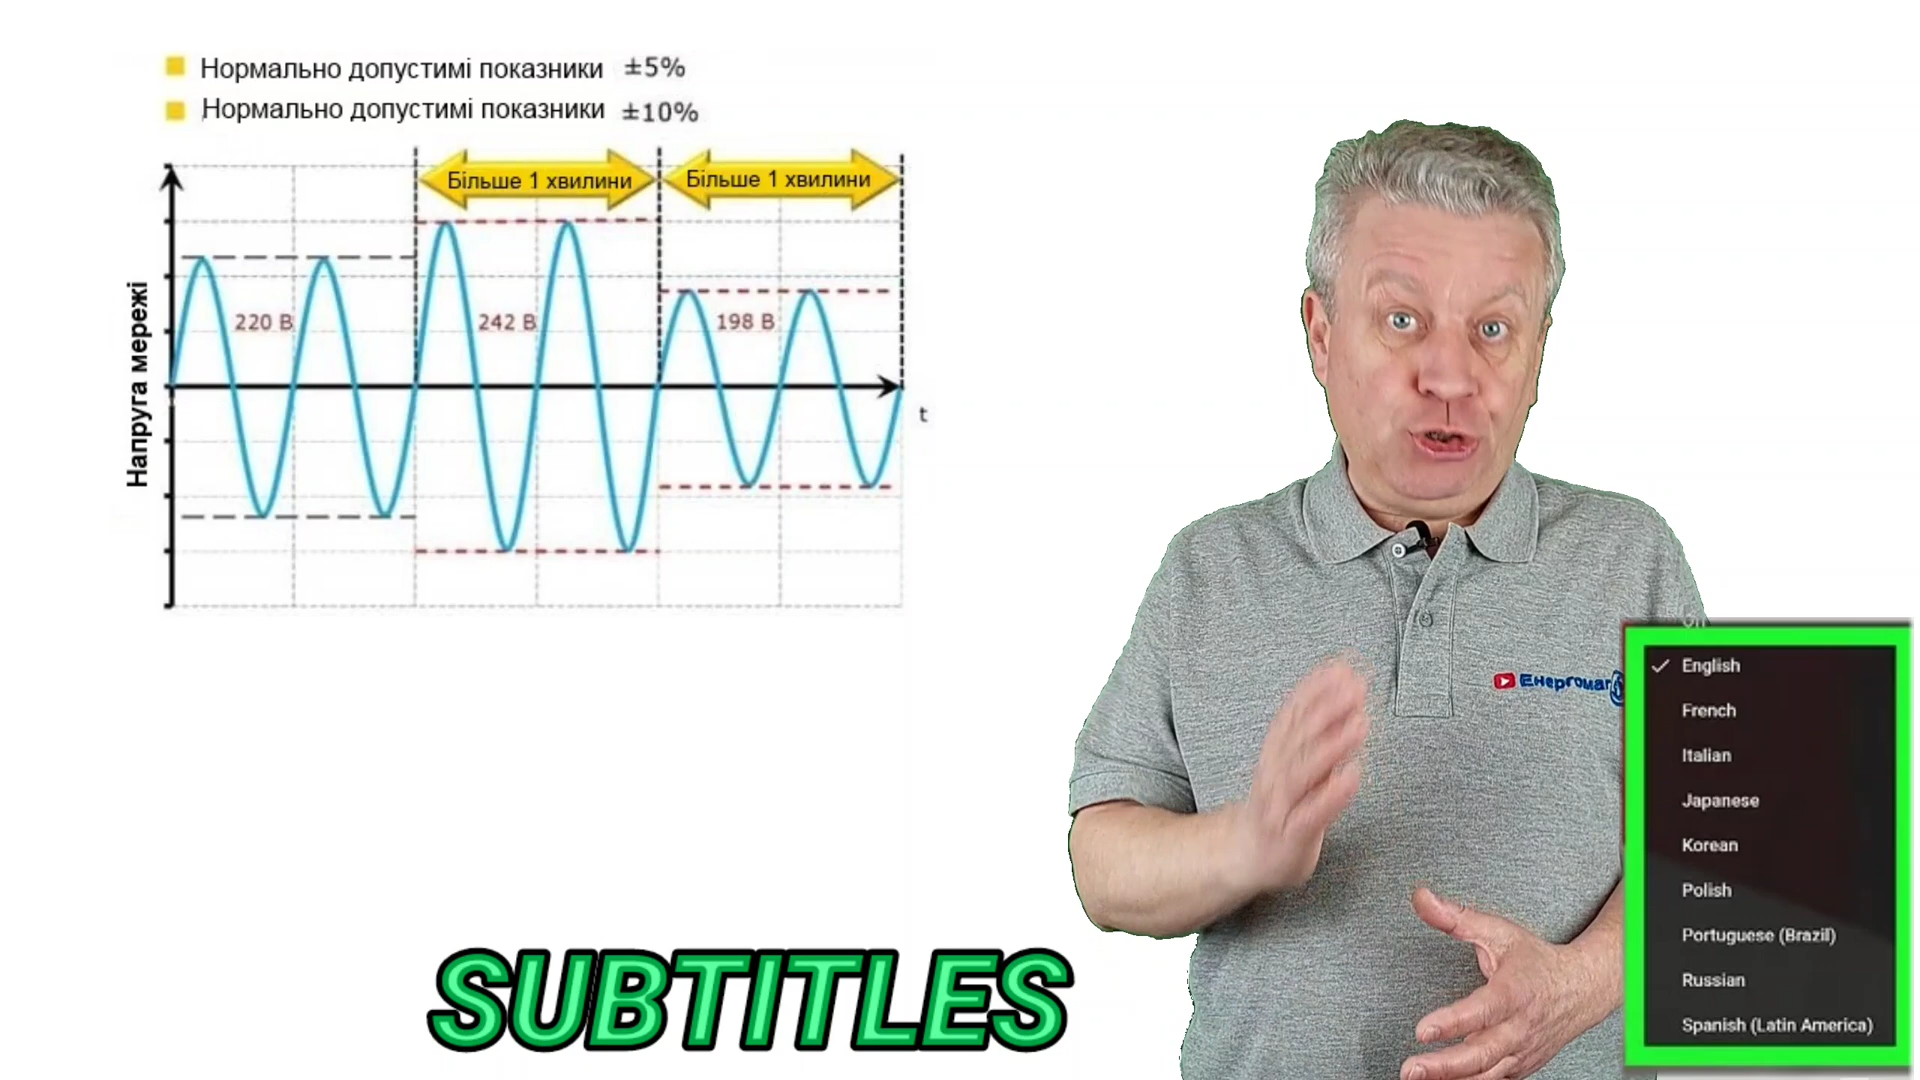 Нормально допустимі показники ±5%
Нормально допустимі показники ±10%
Більше 1 хвилини
Більше 1 хвилини
Напруга мережі
220 В
242 В
198 В
t
Енергомаг
English
French
Italian
Japanese
Korean
Polish
Portuguese (Brazil)
Russian
Spanish (Latin America)
SUBTITLES